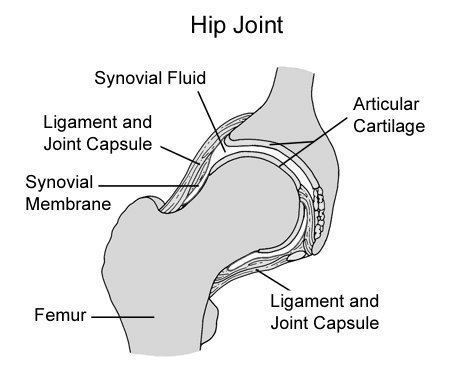 Hip Joint
Synovial Fluid
Articular
Cartilage
Ligament and
Joint Capsule
Synovial
Membrane
Femur
Ligament and
Joint Capsule